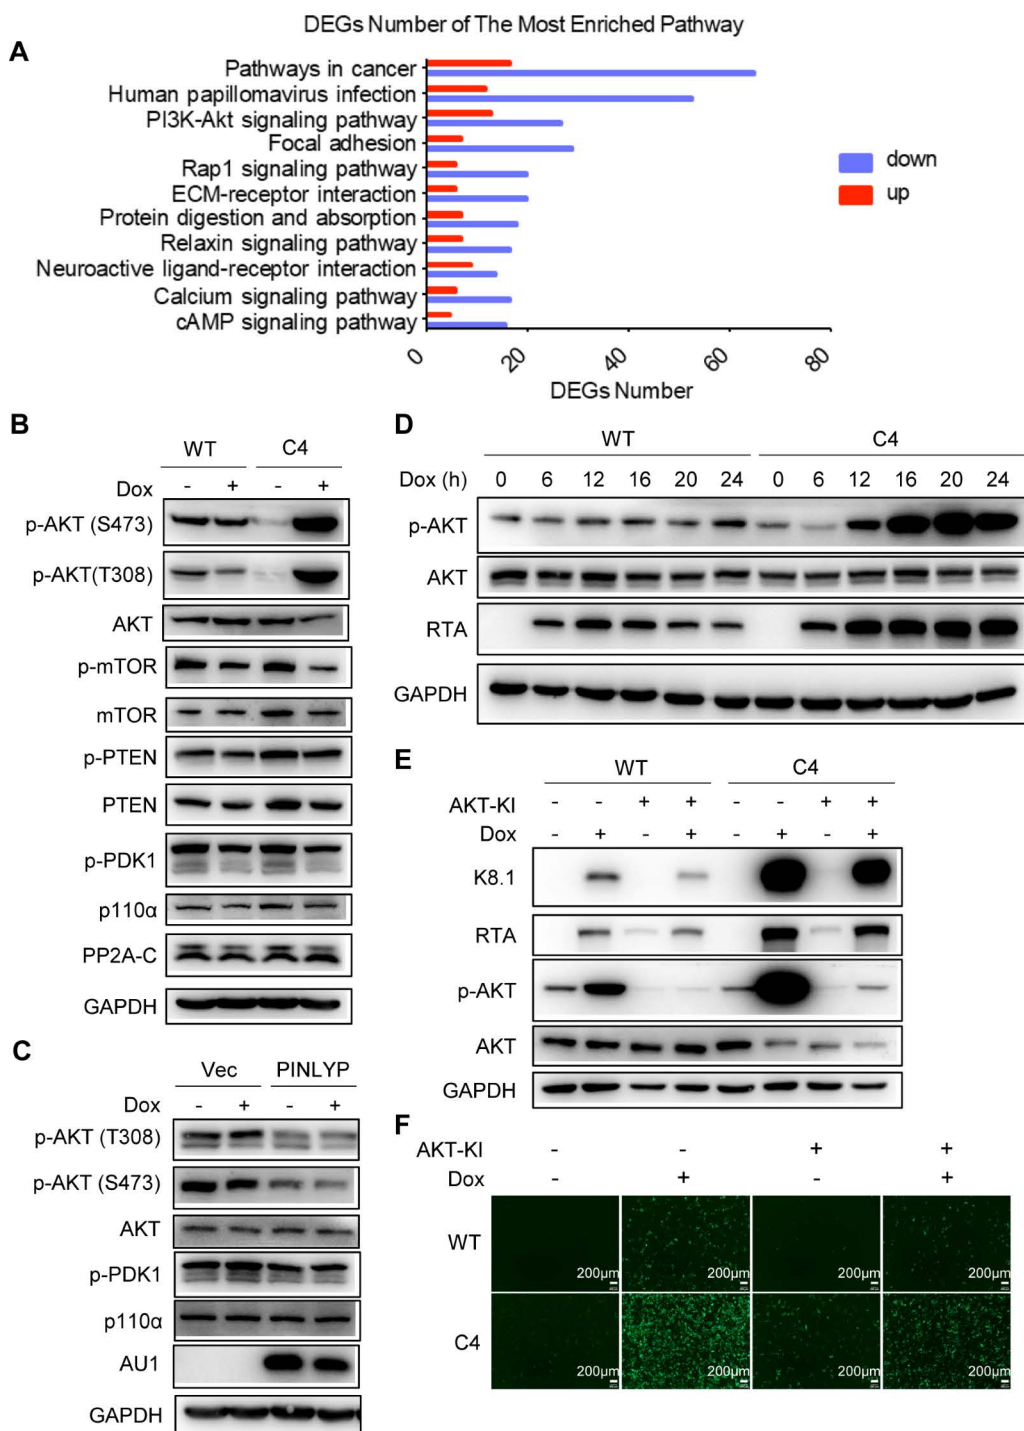 DEGs Number of The Most Enriched Pathway
A
Pathways in cancer
Human papillomavirus infection
PI3K-Akt signaling pathway
Focal adhesion
Rap1 signaling pathway
ECM-receptor interaction
Protein digestion and absorption
Relaxin signaling pathway
Neuroactive ligand-receptor interaction
Calcium signaling pathway
cAMP signaling pathway
down
up
0 20 40 60 80
DEGs Number
B
WT C4
Dox - + - +
p-AKT (S473)
p-AKT(T308)
AKT
p-mTOR
mTOR
p-PTEN
PTEN
p-PDK1
p110α
PP2A-C
GAPDH
C
Vec PINLYP
Dox - + - +
p-AKT (T308)
p-AKT (S473)
AKT
p-PDK1
p110α
AU1
GAPDH
D
WT C4
Dox (h) 0 6 12 16 20 24 0 6 12 16 20 24
p-AKT
AKT
RTA
GAPDH
E
WT C4
AKT-KI - - + + - - + +
Dox - + - + - + - +
K8.1
RTA
p-AKT
AKT
GAPDH
F
AKT-KI - - + +
Dox - + - +
WT
200μm 200μm 200μm 200μm
C4
200μm 200μm 200μm 200μm